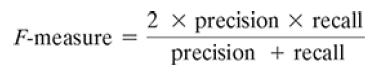 F-measure = 2 × precision × recall / precision + recall